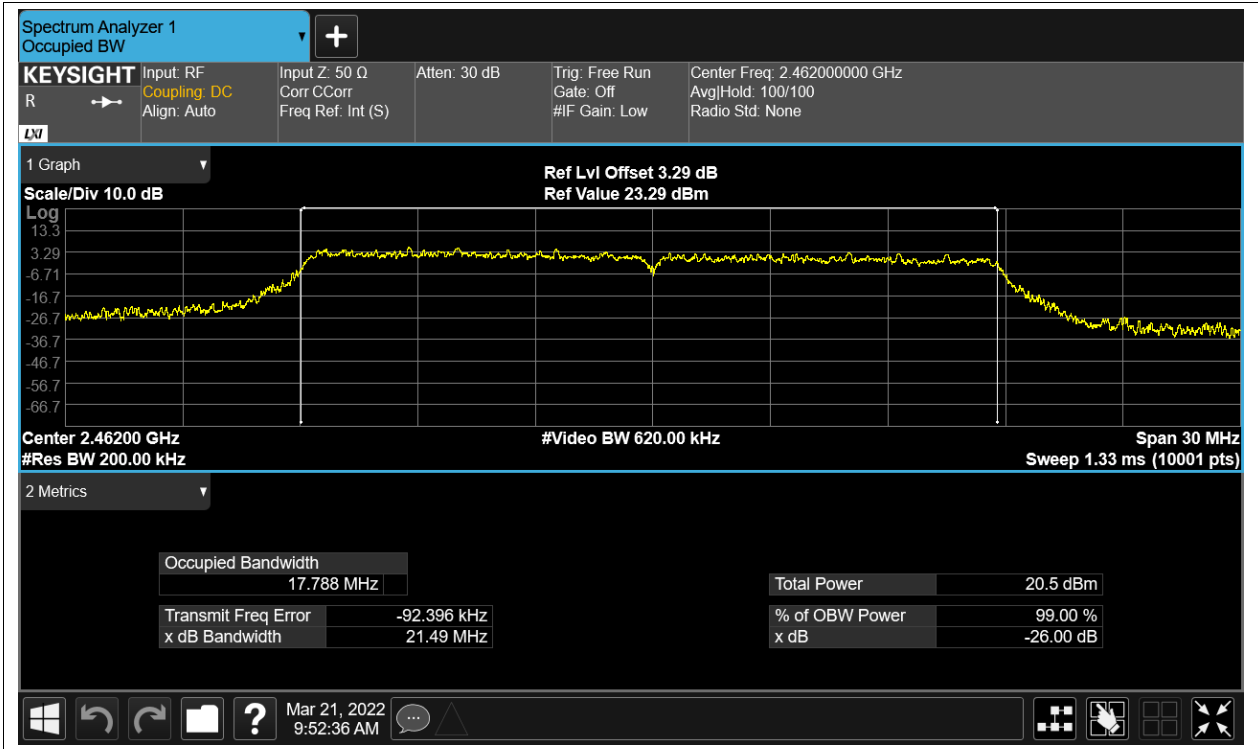 Spectrum Analyzer 1
Occupied BW
▼
+
KEYSIGHT
R
LXI
Input: RF
Coupling: DC
Align: Auto
Input Z: 50 Ω
Corr CCorr
Freq Ref: Int (S)
Atten: 30 dB
Trig: Free Run
Gate: Off
#IF Gain: Low
Center Freq: 2.462000000 GHz
Avg|Hold: 100/100
Radio Std: None
1 Graph
Scale/Div 10.0 dB
Ref Lvl Offset 3.29 dB
Ref Value 23.29 dBm
Log
13.3
3.29
-6.71
-16.7
-26.7
-36.7
-46.7
-56.7
-66.7
Center 2.46200 GHz
#Res BW 200.00 kHz
#Video BW 620.00 kHz
Span 30 MHz
Sweep 1.33 ms (10001 pts)
2 Metrics
Occupied Bandwidth
17.788 MHz
Transmit Freq Error -92.396 kHz
x dB Bandwidth 21.49 MHz
Total Power 20.5 dBm
% of OBW Power 99.00 %
x dB -26.00 dB
?
Mar 21, 2022
9:52:36 AM